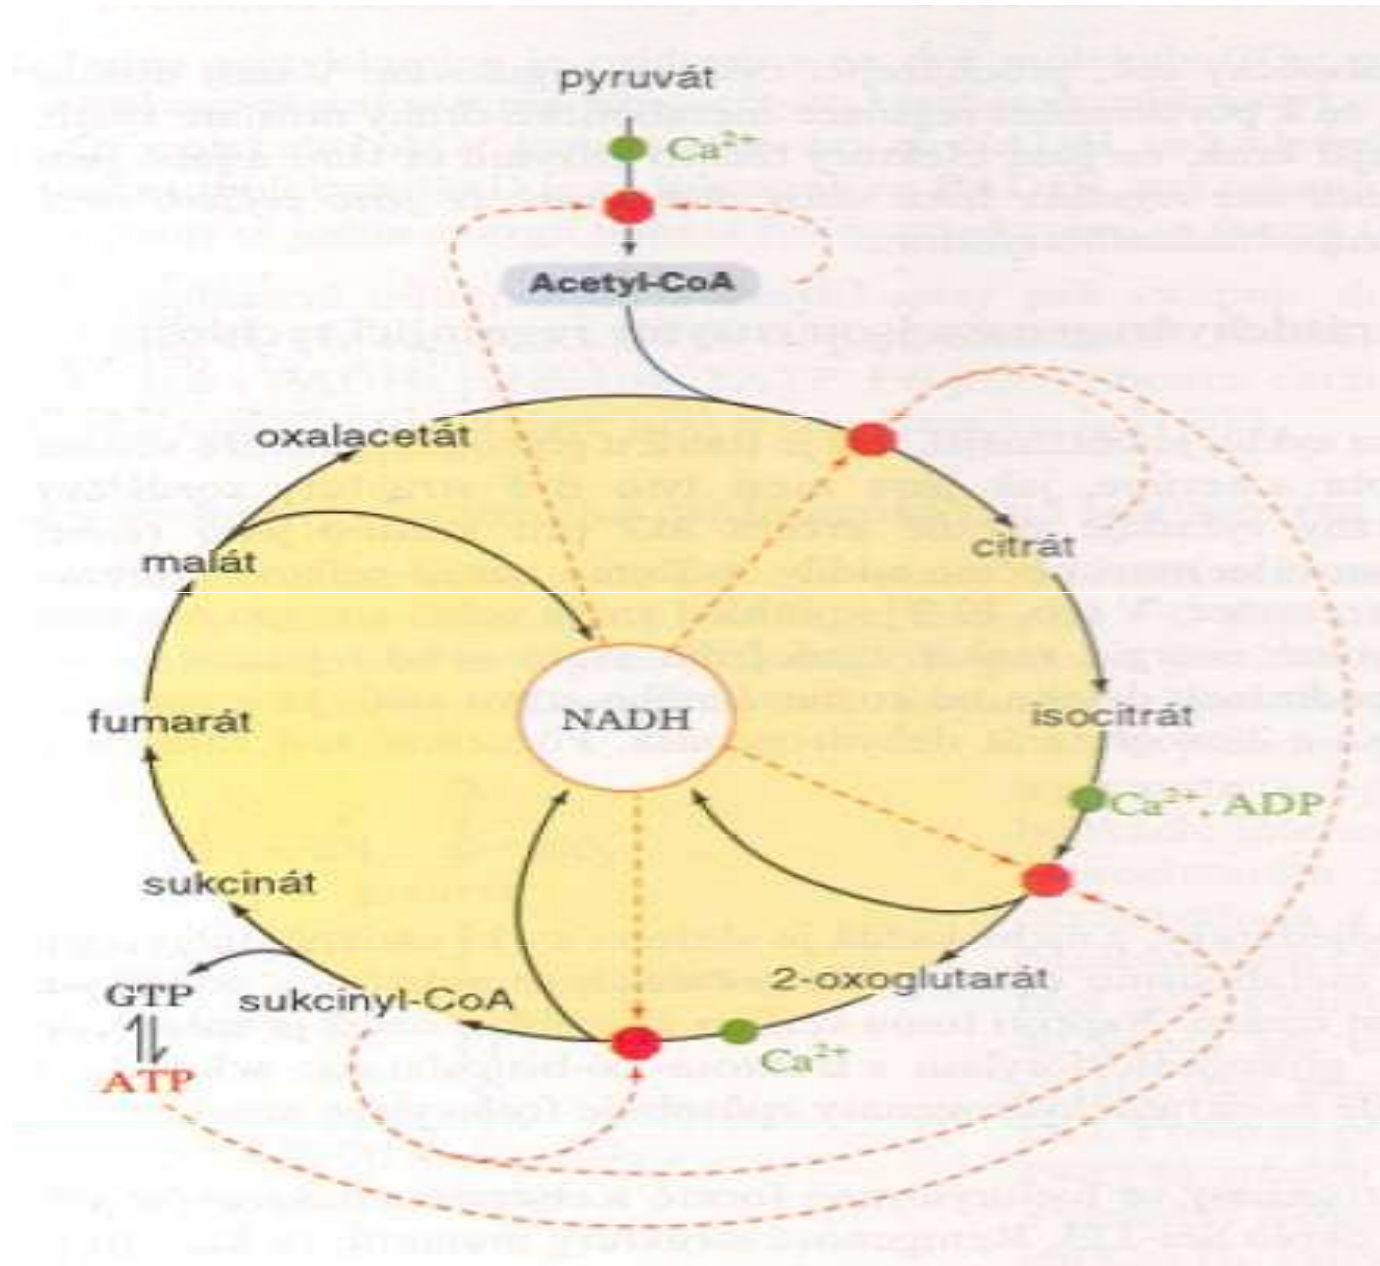 pyruvát
Ca²⁺
Acetyl-CoA
oxalacetát
citrát
malát
isocitrát
NADH
fumarát
Ca²⁺, ADP
sukcinát
2-oxoglutarát
GTP
sukcinyl-CoA
Ca²⁺
ATP